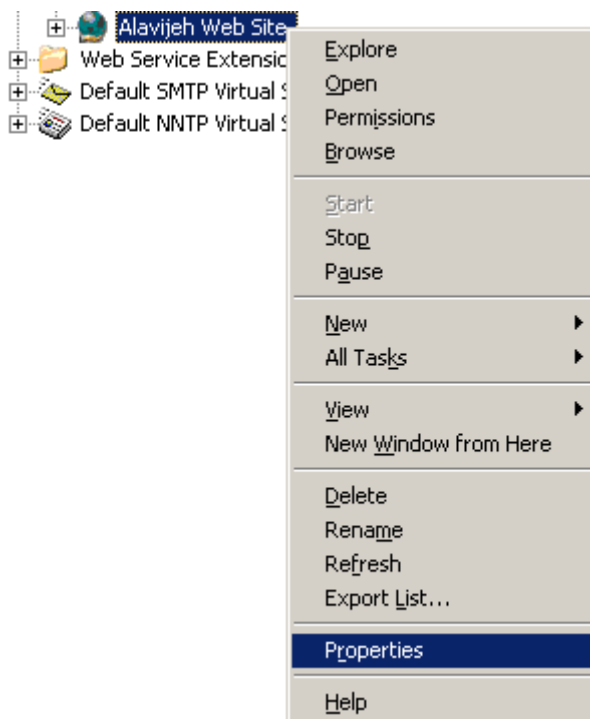 Alavijeh Web Site
Web Service Extensic
Default SMTP Virtual
Default NNTP Virtual
Explore
Open
Permissions
Browse
Start
Stop
Pause
New
All Tasks
View
New Window from Here
Delete
Rename
Refresh
Export List...
Properties
Help